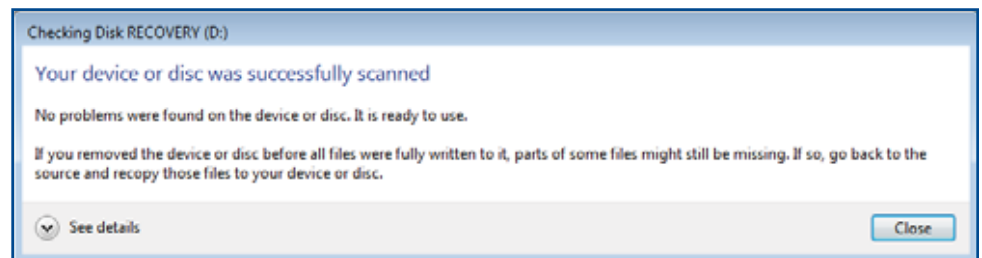 Checking Disk RECOVERY (D:)
Your device or disc was successfully scanned
No problems were found on the device or disc. It is ready to use.
If you removed the device or disc before all files were fully written to it, parts of some files might still be missing. If so, go back to the
source and recopy those files to your device or disc.
See details
Close